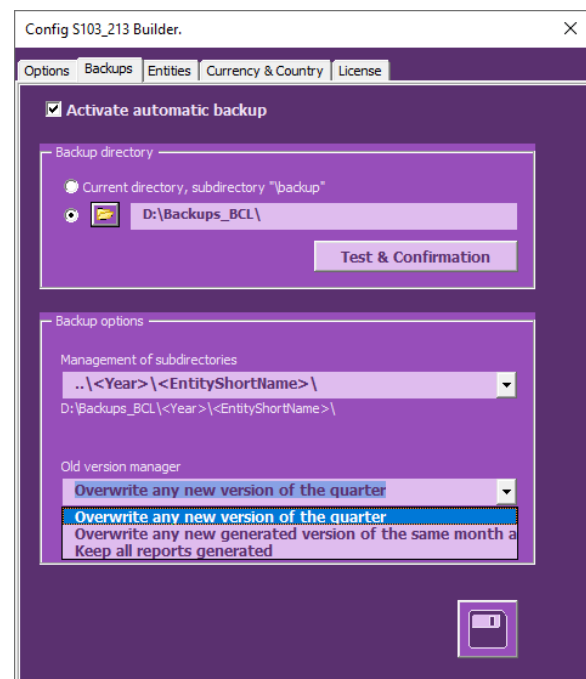 Config S103_213 Builder.
Options Backups Entities Currency & Country License
Activate automatic backup
Backup directory
Current directory, subdirectory "\backup"
D:\Backups_BCL\
Test & Confirmation
Backup options
Management of subdirectories
..\<Year>\<EntityShortName>\
D:\Backups_BCL\<Year>\<EntityShortName>\
Old version manager
Overwrite any new version of the quarter
Overwrite any new version of the quarter
Overwrite any new generated version of the same month a
Keep all reports generated